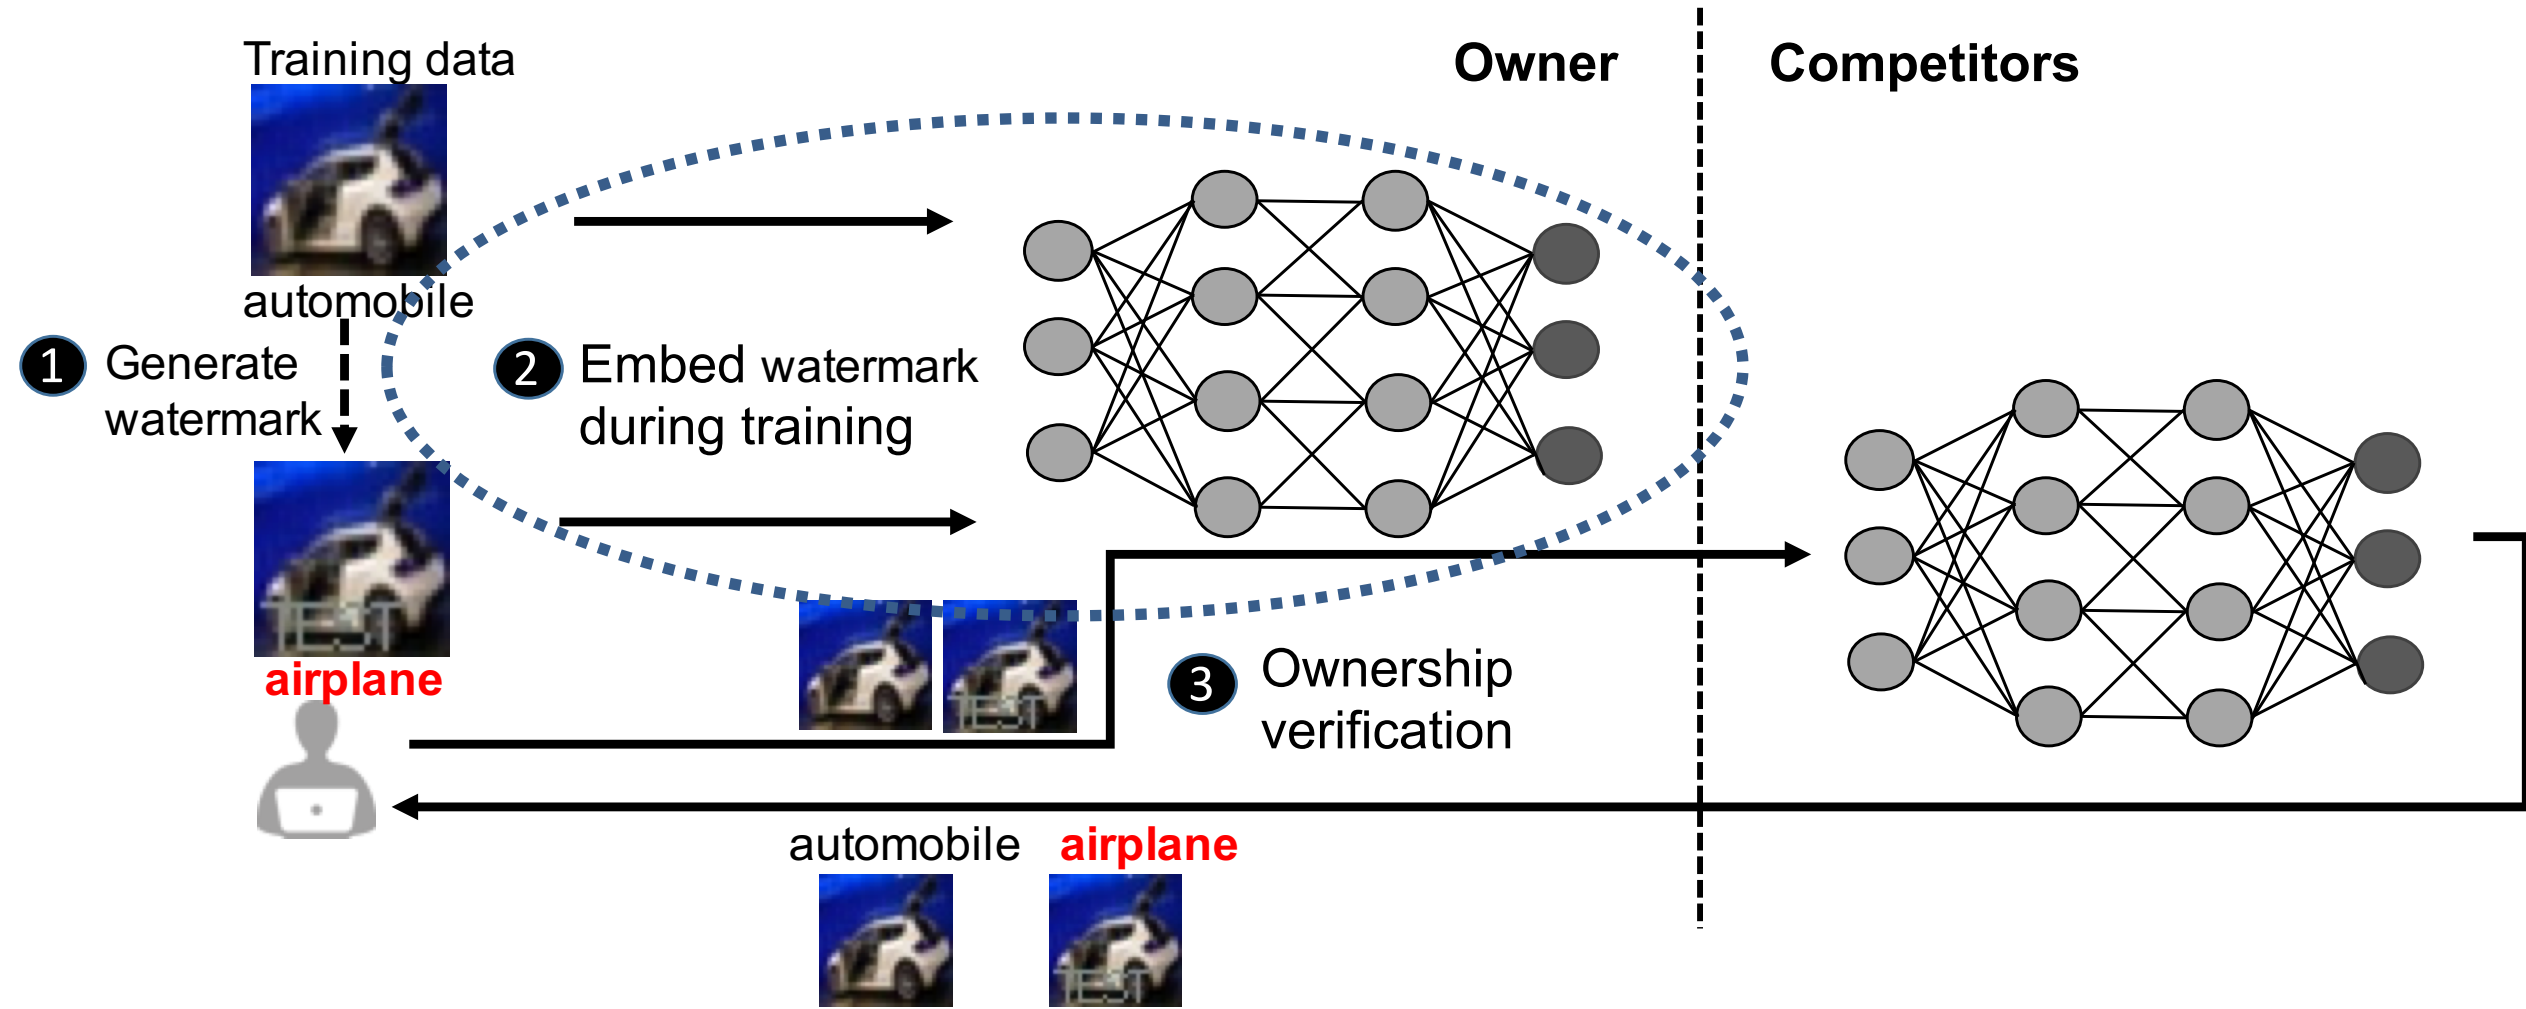 Training data
Owner
Competitors
automobile
1
Generate
watermark
2
Embed watermark
during training
TEST
airplane
TEST
3
Ownership
verification
automobile
airplane
TEST